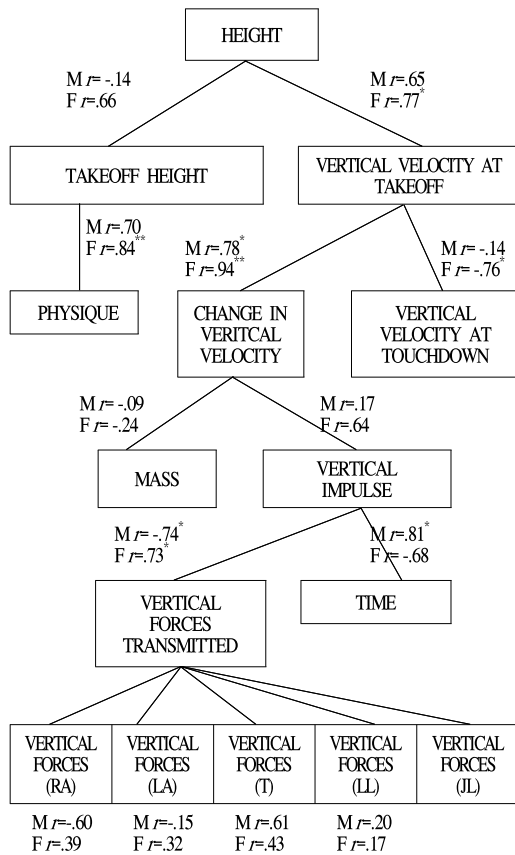 HEIGHT
M r=-.14
F r=.66
M r=.65
F r=.77*
TAKEOFF HEIGHT
VERTICAL VELOCITY AT
TAKEOFF
M r=.70
F r=.84**
M r=.78*
F r=.94**
M r=-.14
F r=-.76*
PHYSIQUE
CHANGE IN
VERITCAL
VELOCITY
VERTICAL
VELOCITY AT
TOUCHDOWN
M r=-.09
F r=-.24
M r=.17
F r=.64
MASS
VERTICAL
IMPULSE
M r=-.74*
F r=.73*
M r=.81*
F r=-.68
VERTICAL
FORCES
TRANSMITTED
TIME
VERTICAL
FORCES
(RA)
VERTICAL
FORCES
(LA)
VERTICAL
FORCES
(T)
VERTICAL
FORCES
(LL)
VERTICAL
FORCES
(JL)
M r=-.60
F r=.39
M r=-.15
F r=.32
M r=.61
F r=.43
M r=.20
F r=.17